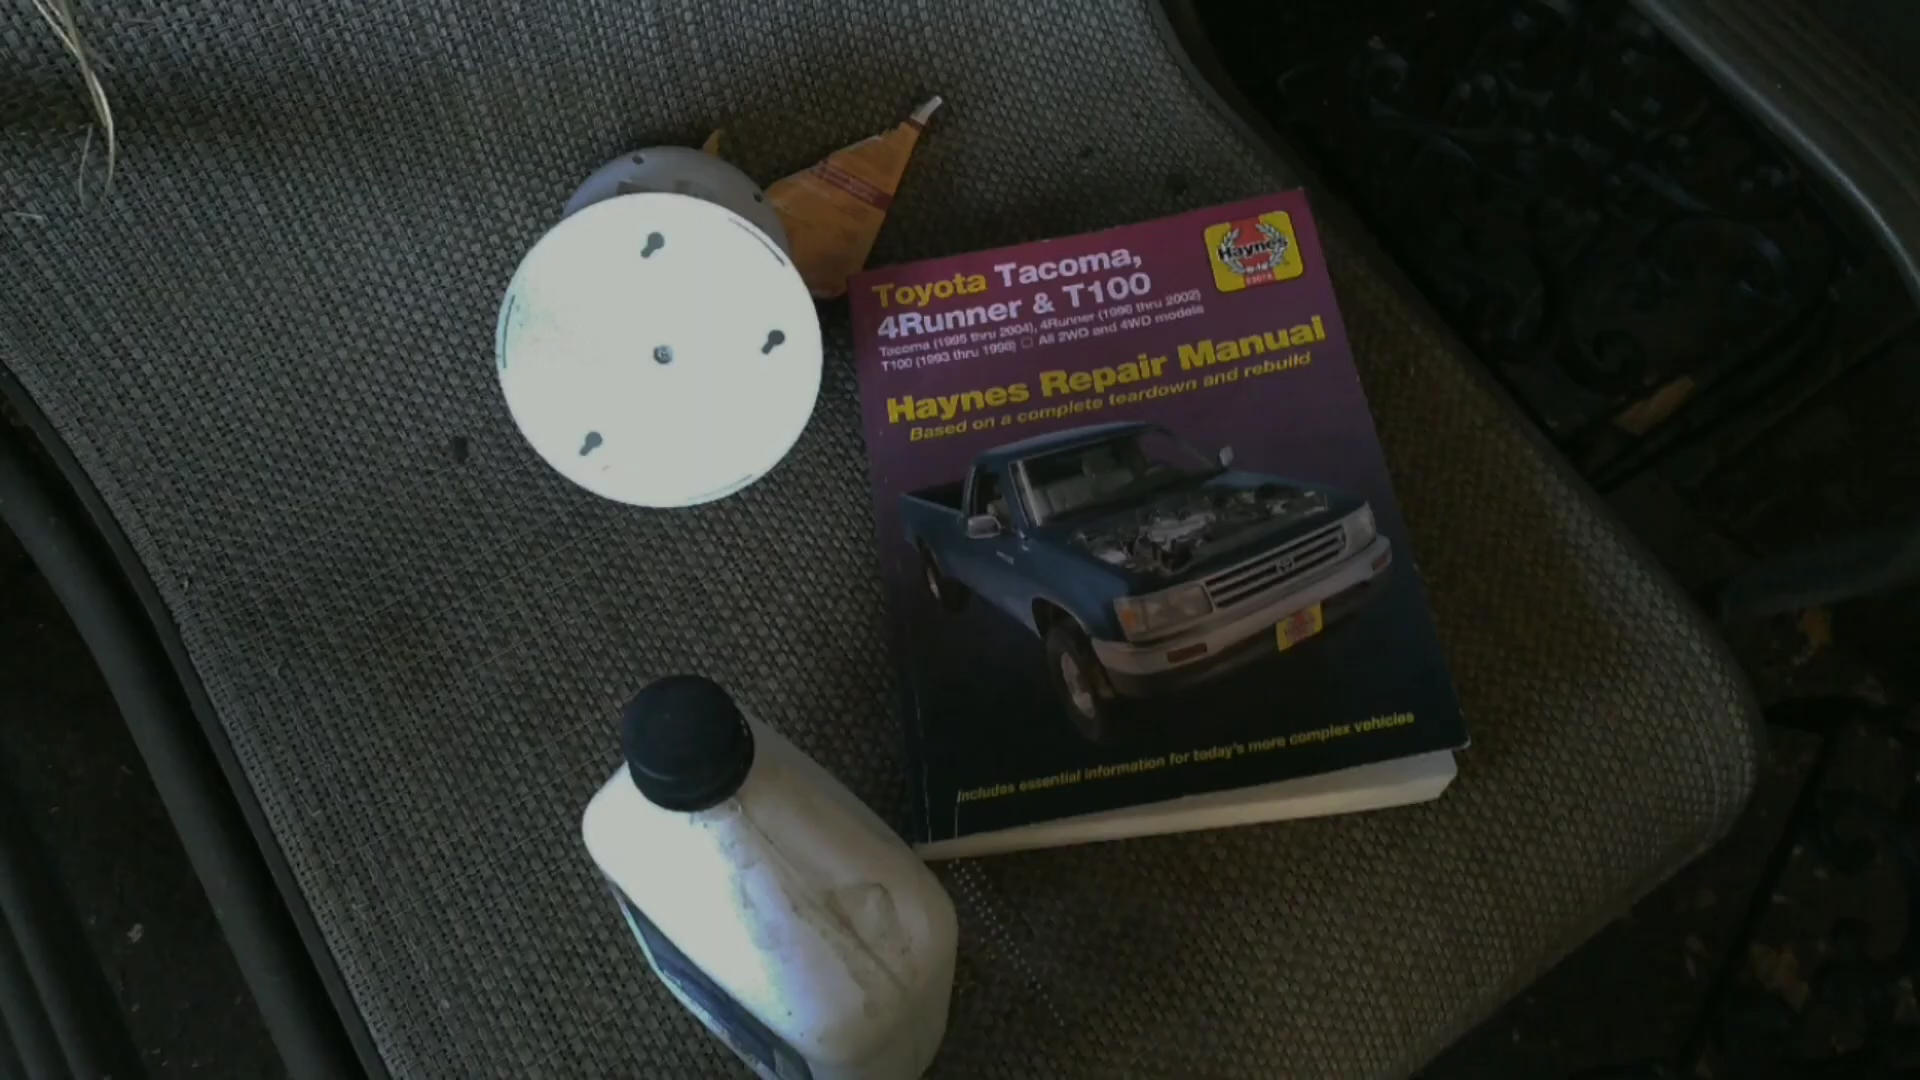 Toyota Tacoma,
4Runner & T100
Tacoma (1995 thru 2004), 4Runner (1996 thru 2002)
T100 (1993 thru 1998) □ All 2WD and 4WD models
Haynes
Haynes Repair Manual
Based on a complete teardown and rebuild
Includes essential information for today's more complex vehicles